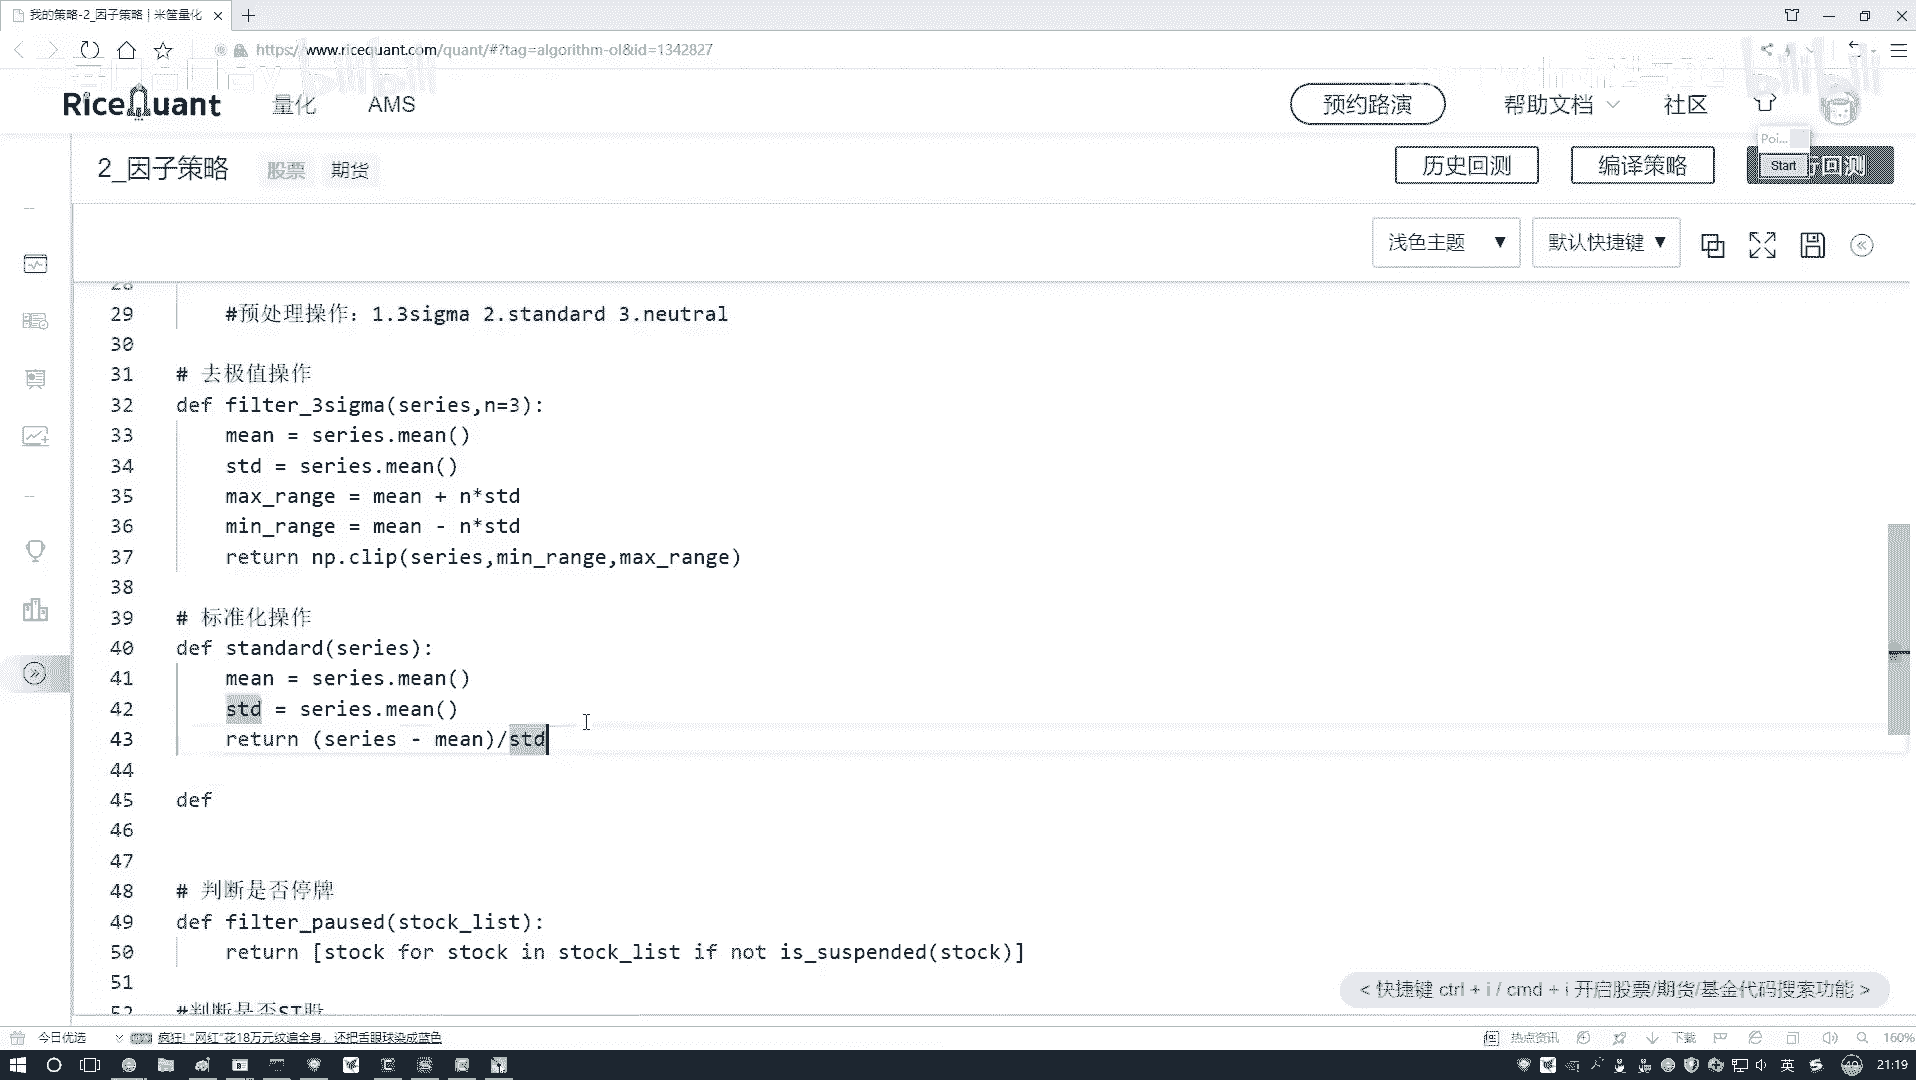 我的策略-2_因子策略 | 米筐量化
https://www.ricequant.com/quant/#?tag=algorithm-ol&id=1342827
RiceQuant 量化 AMS 预约路演 帮助文档 社区
Poi...
2_因子策略 股票 期货 历史回测 编译策略 Start 行回测
浅色主题 ▼ 默认快捷键 ▼
28
29 #预处理操作：1.3sigma 2.standard 3.neutral
30
31 # 去极值操作
32 def filter_3sigma(series,n=3):
33 mean = series.mean()
34 std = series.mean()
35 max_range = mean + n*std
36 min_range = mean - n*std
37 return np.clip(series,min_range,max_range)
38
39 # 标准化操作
40 def standard(series):
41 mean = series.mean()
42 std = series.mean()
43 return (series - mean)/std
44
45 def
46
47
48 # 判断是否停牌
49 def filter_paused(stock_list):
50 return [stock for stock in stock_list if not is_suspended(stock)]
51
52 #判断是否ST股
< 快捷键 ctrl + i / cmd + i 开启股票/期货/基金代码搜索功能 >
今日优选 疯狂! "网红"花18万元纹遍全身，还把舌眼球染成蓝色 热点资讯 下载 160%
英 21:19